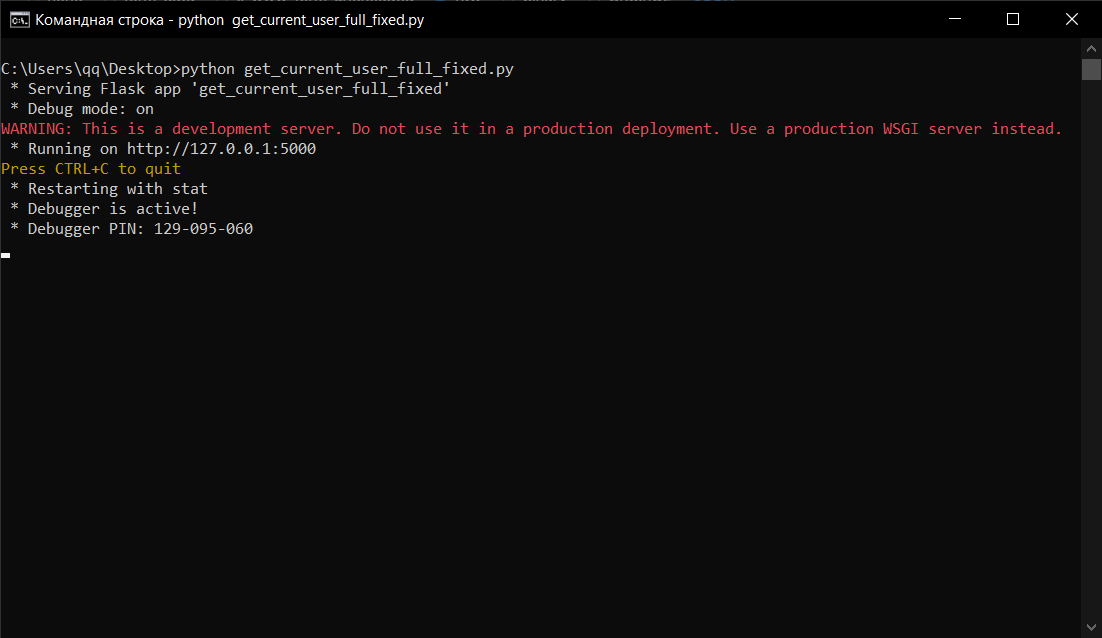 Командная строка - python  get_current_user_full_fixed.py
C:\Users\qq\Desktop>python get_current_user_full_fixed.py
 * Serving Flask app 'get_current_user_full_fixed'
 * Debug mode: on
WARNING: This is a development server. Do not use it in a production deployment. Use a production WSGI server instead.
 * Running on http://127.0.0.1:5000
Press CTRL+C to quit
 * Restarting with stat
 * Debugger is active!
 * Debugger PIN: 129-095-060